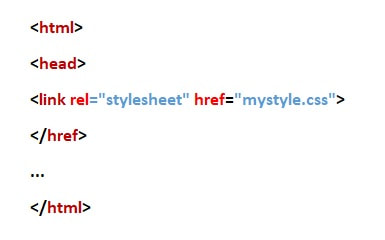 <html>
<head>
<link rel="stylesheet" href="mystyle.css">
</href>
...
</html>